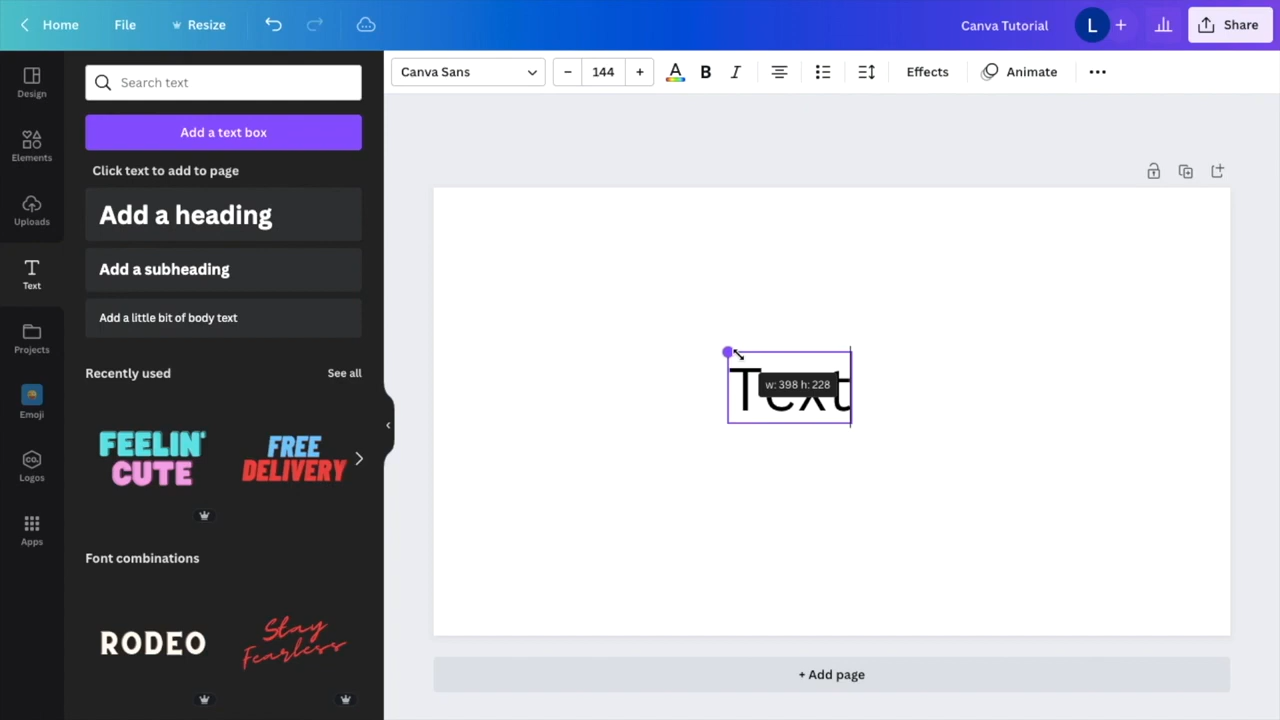 Home File Resize Canva Tutorial L + Share
Design
Elements
Uploads
Text
Projects
Emoji
CO.
Logos
Apps
Search text
Add a text box
Click text to add to page
Add a heading
Add a subheading
Add a little bit of body text
Recently used See all
FEELIN'
CUTE
FREE
DELIVERY
Font combinations
RODEO
Stay
Fearless
Canva Sans − 144 + A B I Effects Animate
Text
w: 398 h: 228
+ Add page